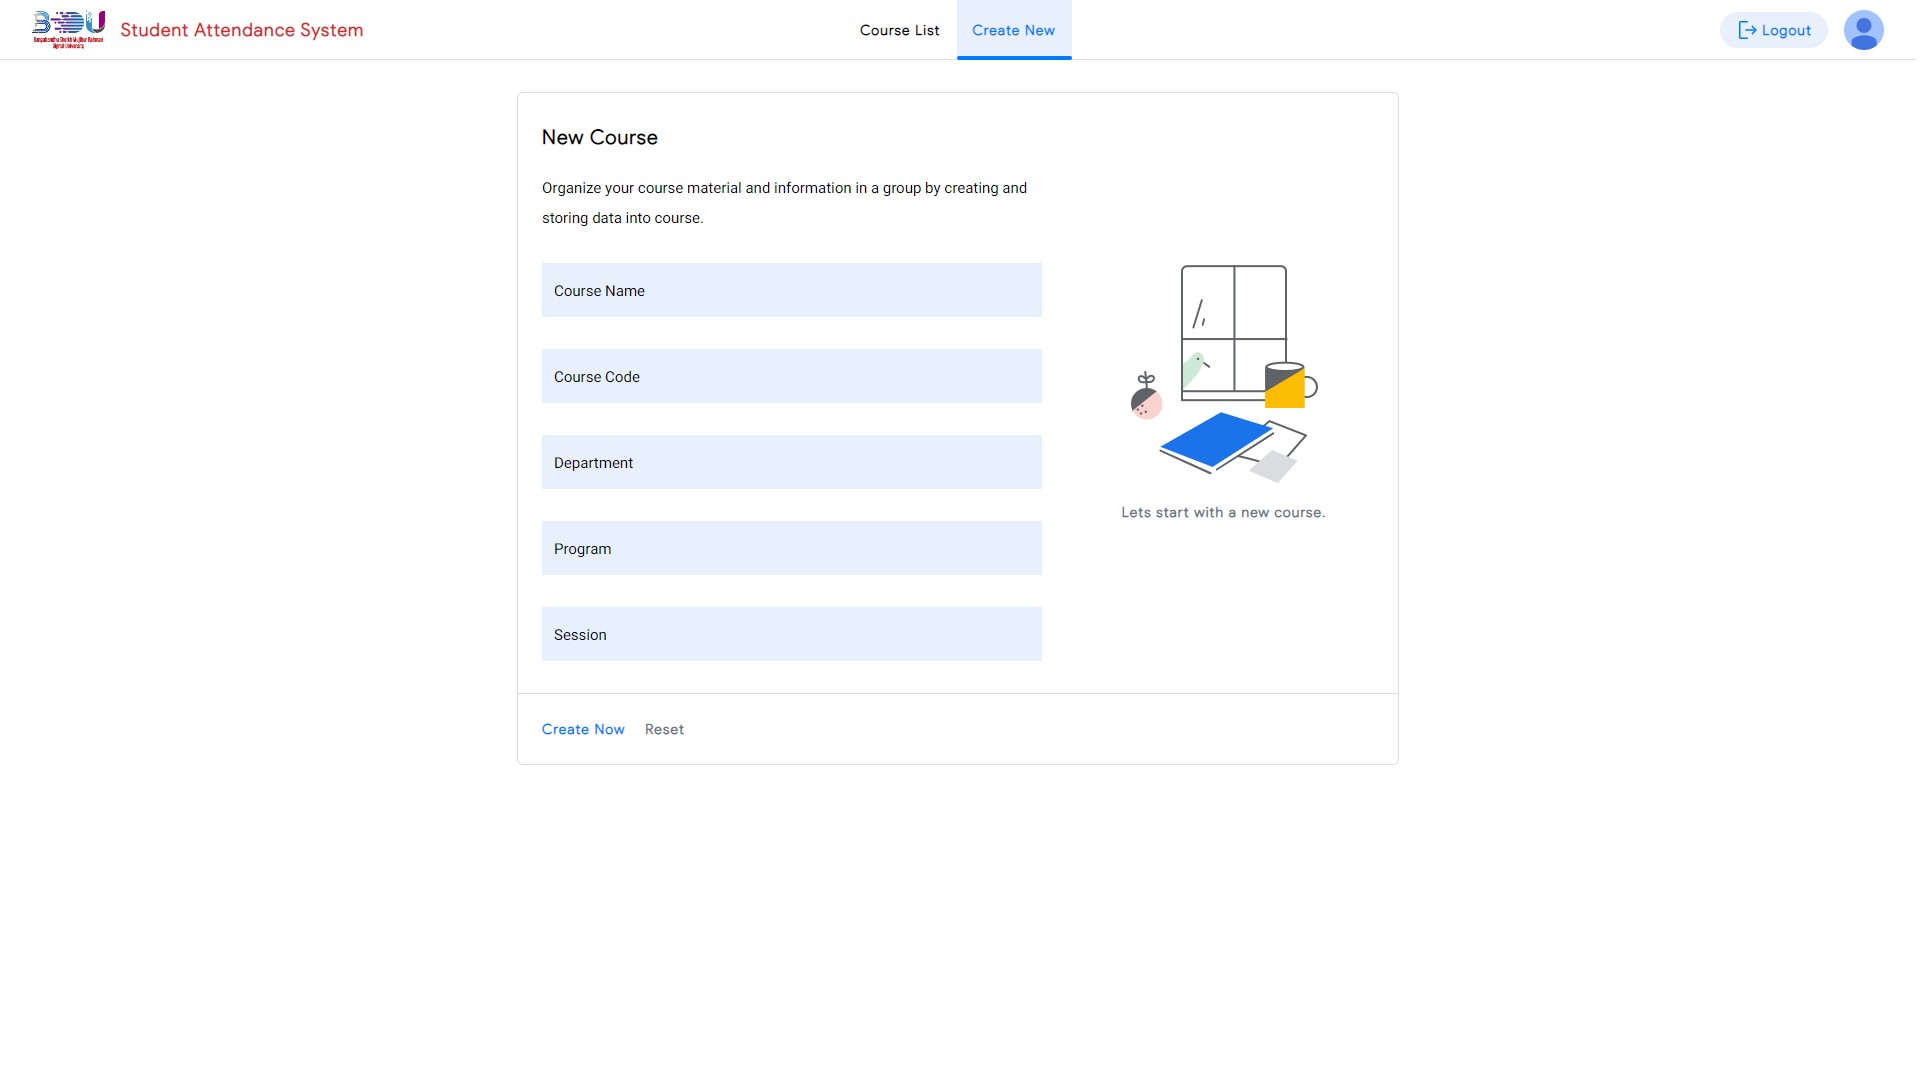 BDU
Bangabandhu Sheikh Mujibur Rahman
Digital University
Student Attendance System
Course List
Create New
Logout
New Course
Organize your course material and information in a group by creating and
storing data into course.
Course Name
Course Code
Department
Program
Session
Lets start with a new course.
Create Now
Reset